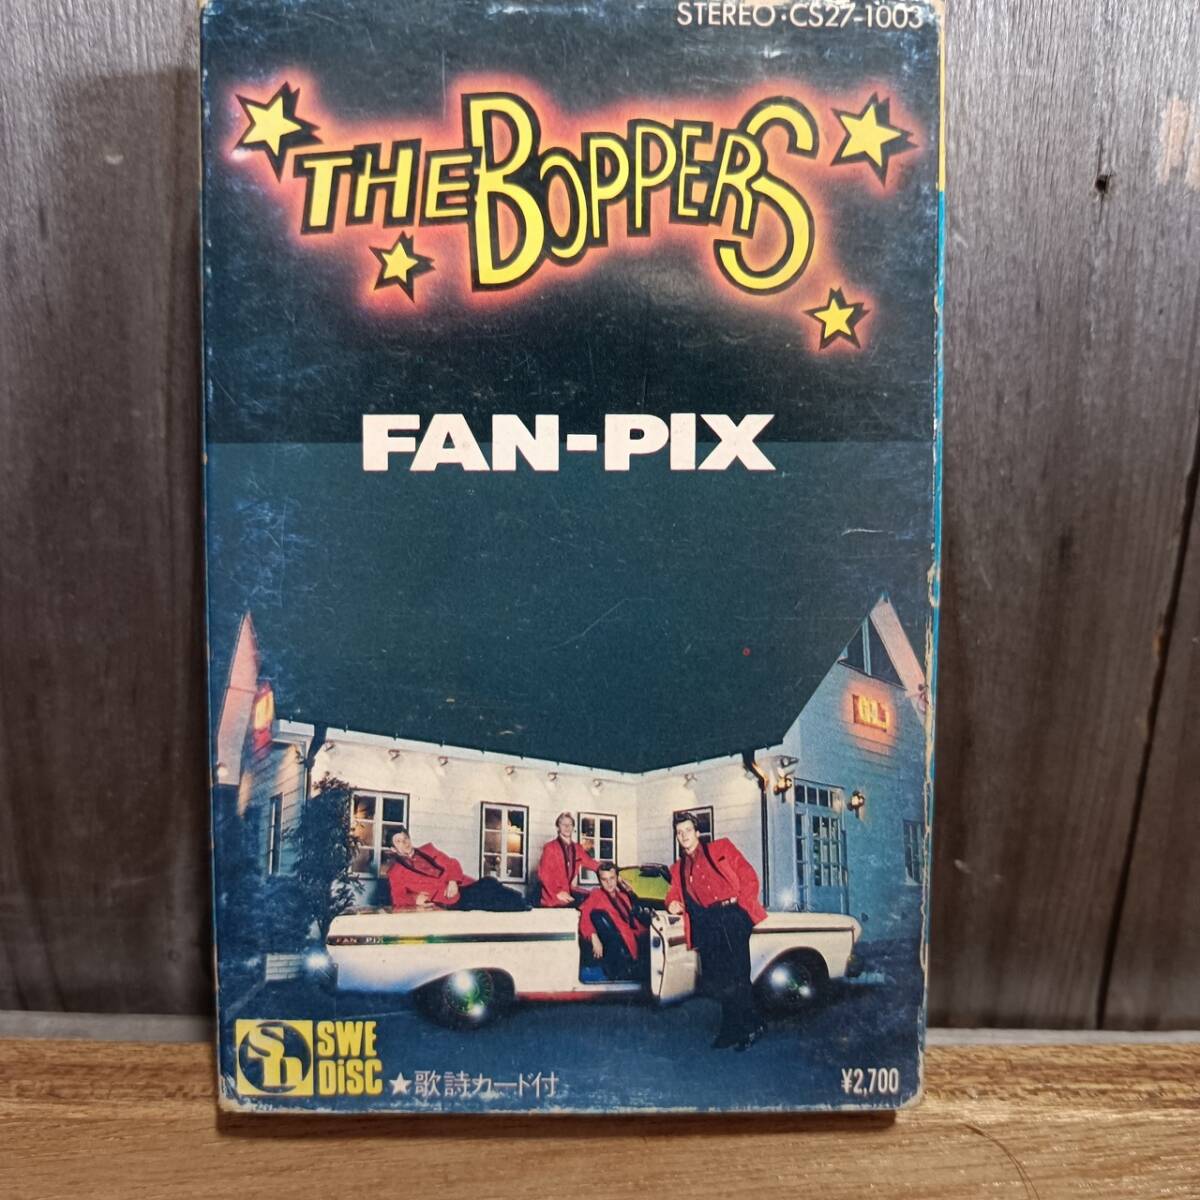 STEREO・CS27-1003
THE BOPPERS
FAN-PIX
FAN PIX
SD
SWE
DiSC
★歌詩カード付
¥2,700